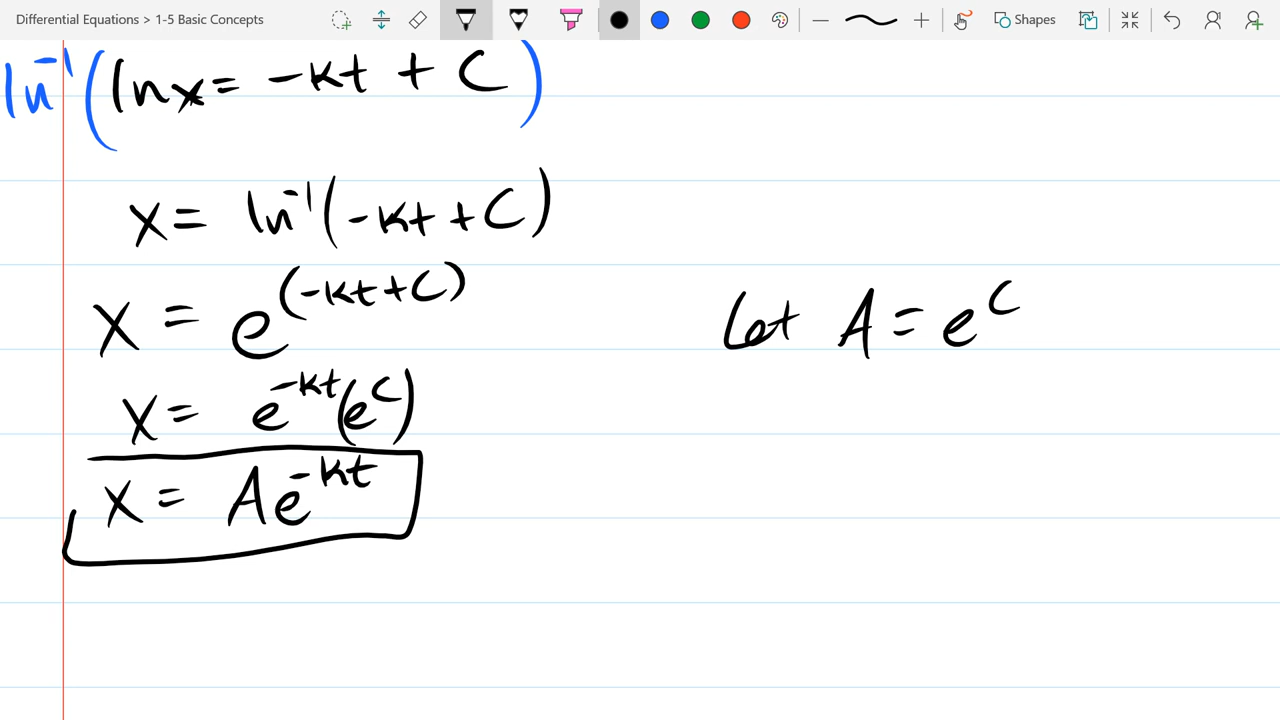 Differential Equations > 1-5 Basic Concepts
Shapes
ln⁻¹(ln x = -kt + C)
x = ln⁻¹(-kt + C)
x = e^(-kt+C)
Let A = e^C
x = e^-kt(e^C)
x = Ae^-kt